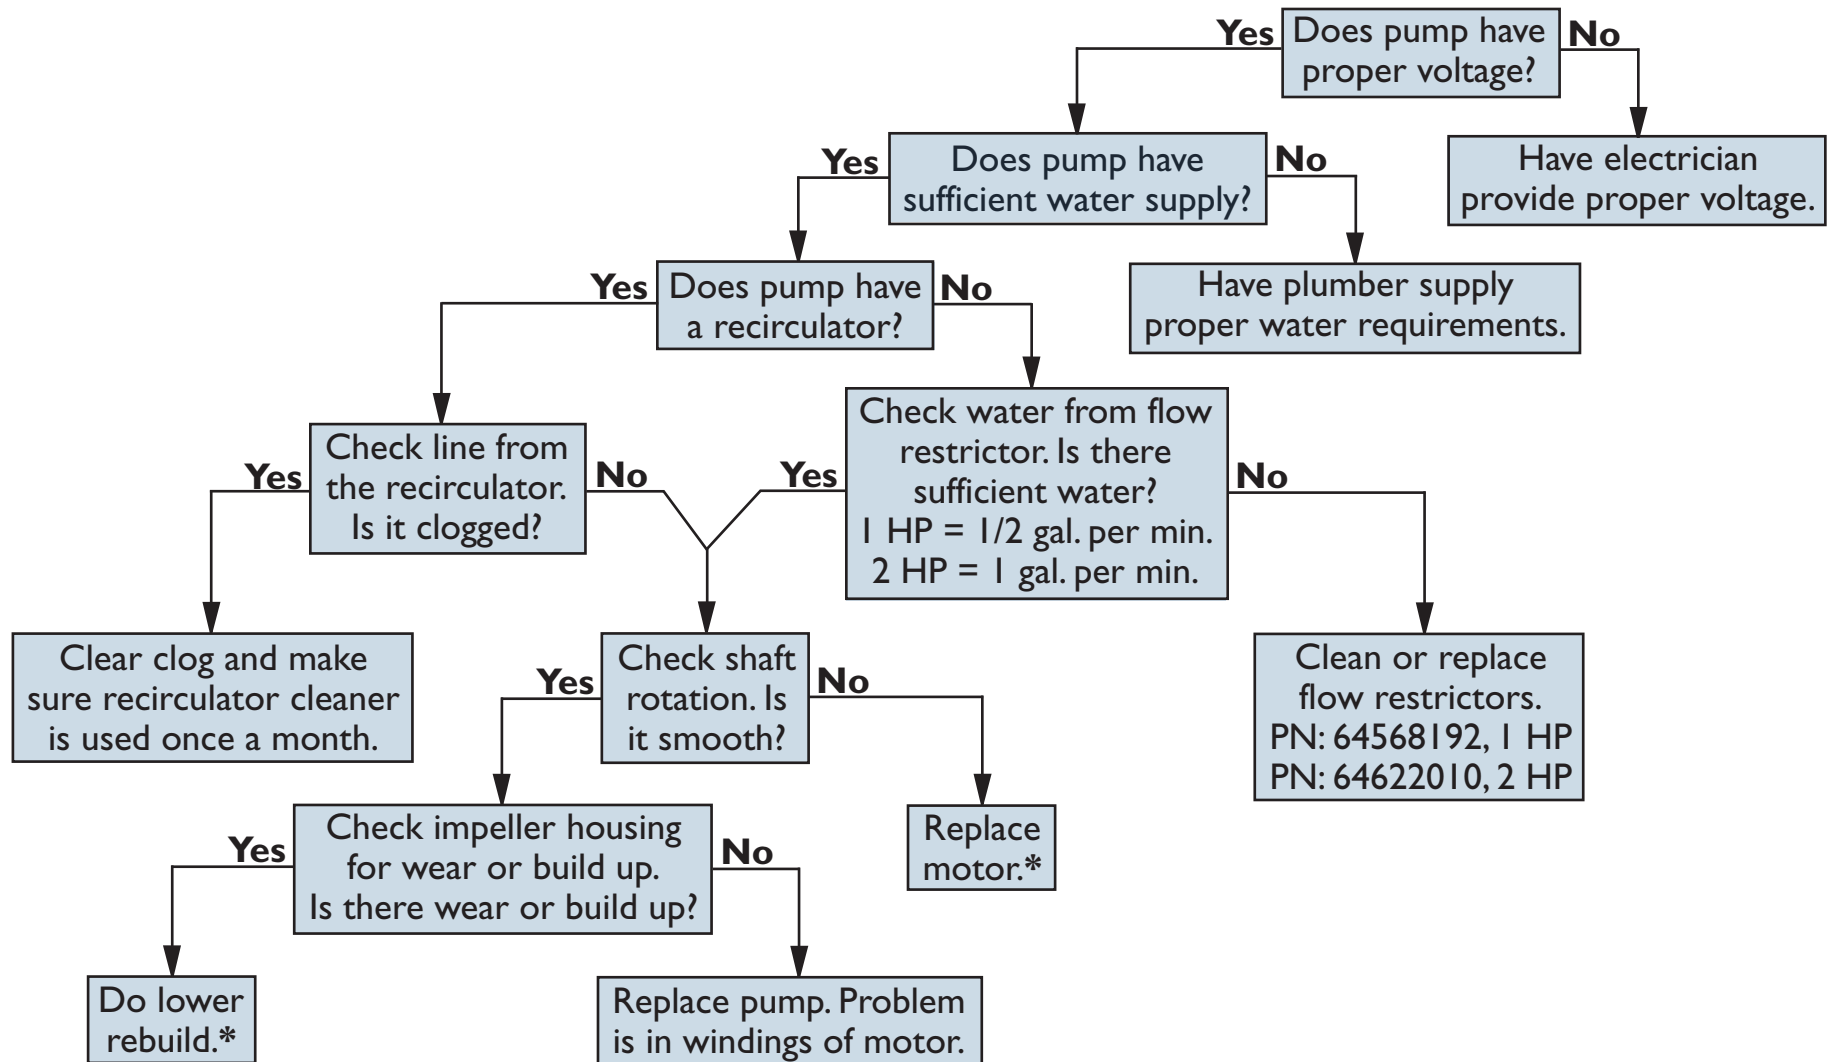 Does pump have
proper voltage?
Yes
No
Does pump have
sufficient water supply?
Have electrician
provide proper voltage.
Yes
No
Does pump have
a recirculator?
Have plumber supply
proper water requirements.
Yes
No
Check line from
the recirculator.
Is it clogged?
Check water from flow
restrictor. Is there
sufficient water?
1 HP = 1/2 gal. per min.
2 HP = 1 gal. per min.
Yes
No
Yes
No
Clear clog and make
sure recirculator cleaner
is used once a month.
Check shaft
rotation. Is
it smooth?
Clean or replace
flow restrictors.
PN: 64568192, 1 HP
PN: 64622010, 2 HP
Yes
No
Check impeller housing
for wear or build up.
Is there wear or build up?
Replace
motor.*
Yes
No
Do lower
rebuild.*
Replace pump. Problem
is in windings of motor.